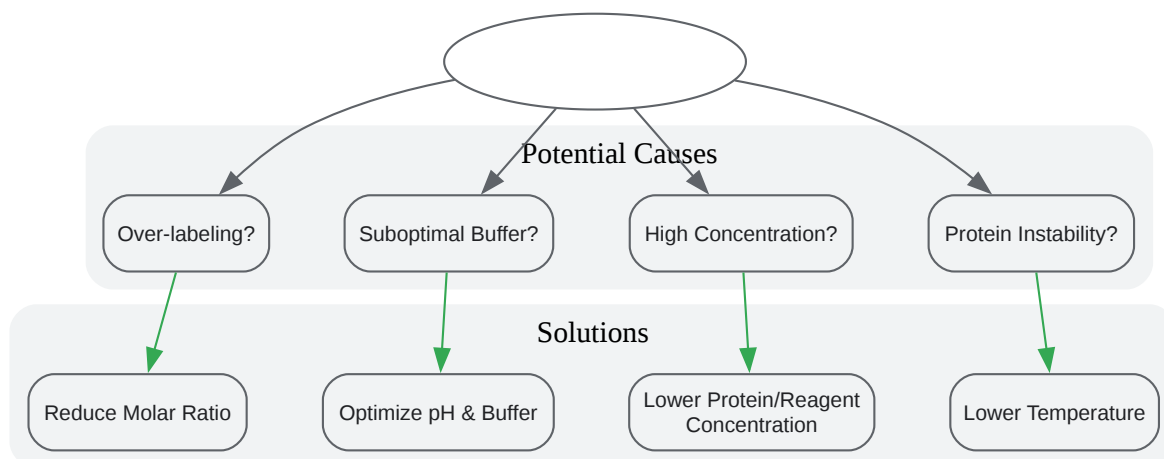 Potential Causes
Over-labeling?
Suboptimal Buffer?
High Concentration?
Protein Instability?
Solutions
Reduce Molar Ratio
Optimize pH & Buffer
Lower Protein/Reagent
Concentration
Lower Temperature